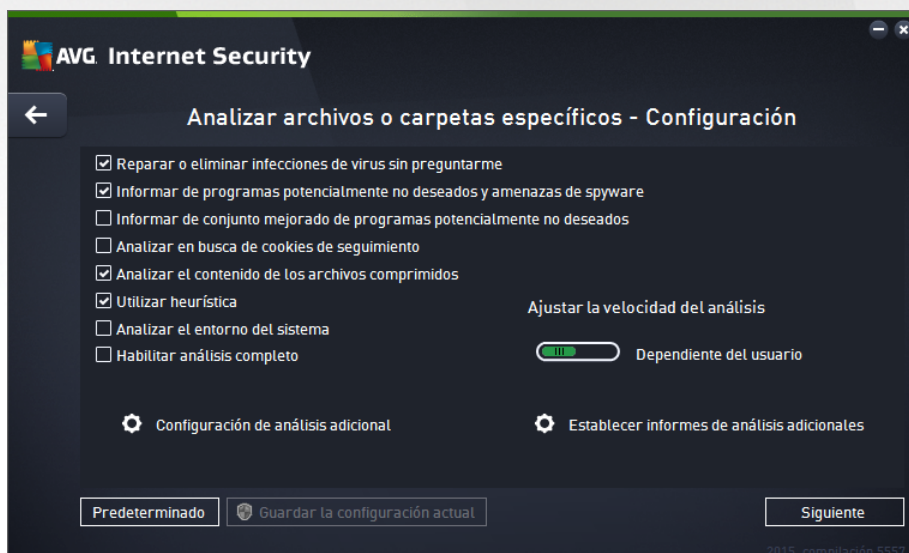 AVG. Internet Security
Analizar archivos o carpetas específicos - Configuración
Reparar o eliminar infecciones de virus sin preguntarme
Informar de programas potencialmente no deseados y amenazas de spyware
Informar de conjunto mejorado de programas potencialmente no deseados
Analizar en busca de cookies de seguimiento
Analizar el contenido de los archivos comprimidos
Utilizar heurística
Analizar el entorno del sistema
Habilitar análisis completo
Ajustar la velocidad del análisis
Dependiente del usuario
Configuración de análisis adicional
Establecer informes de análisis adicionales
Predeterminado
Guardar la configuración actual
Siguiente
2015, compilación 5557